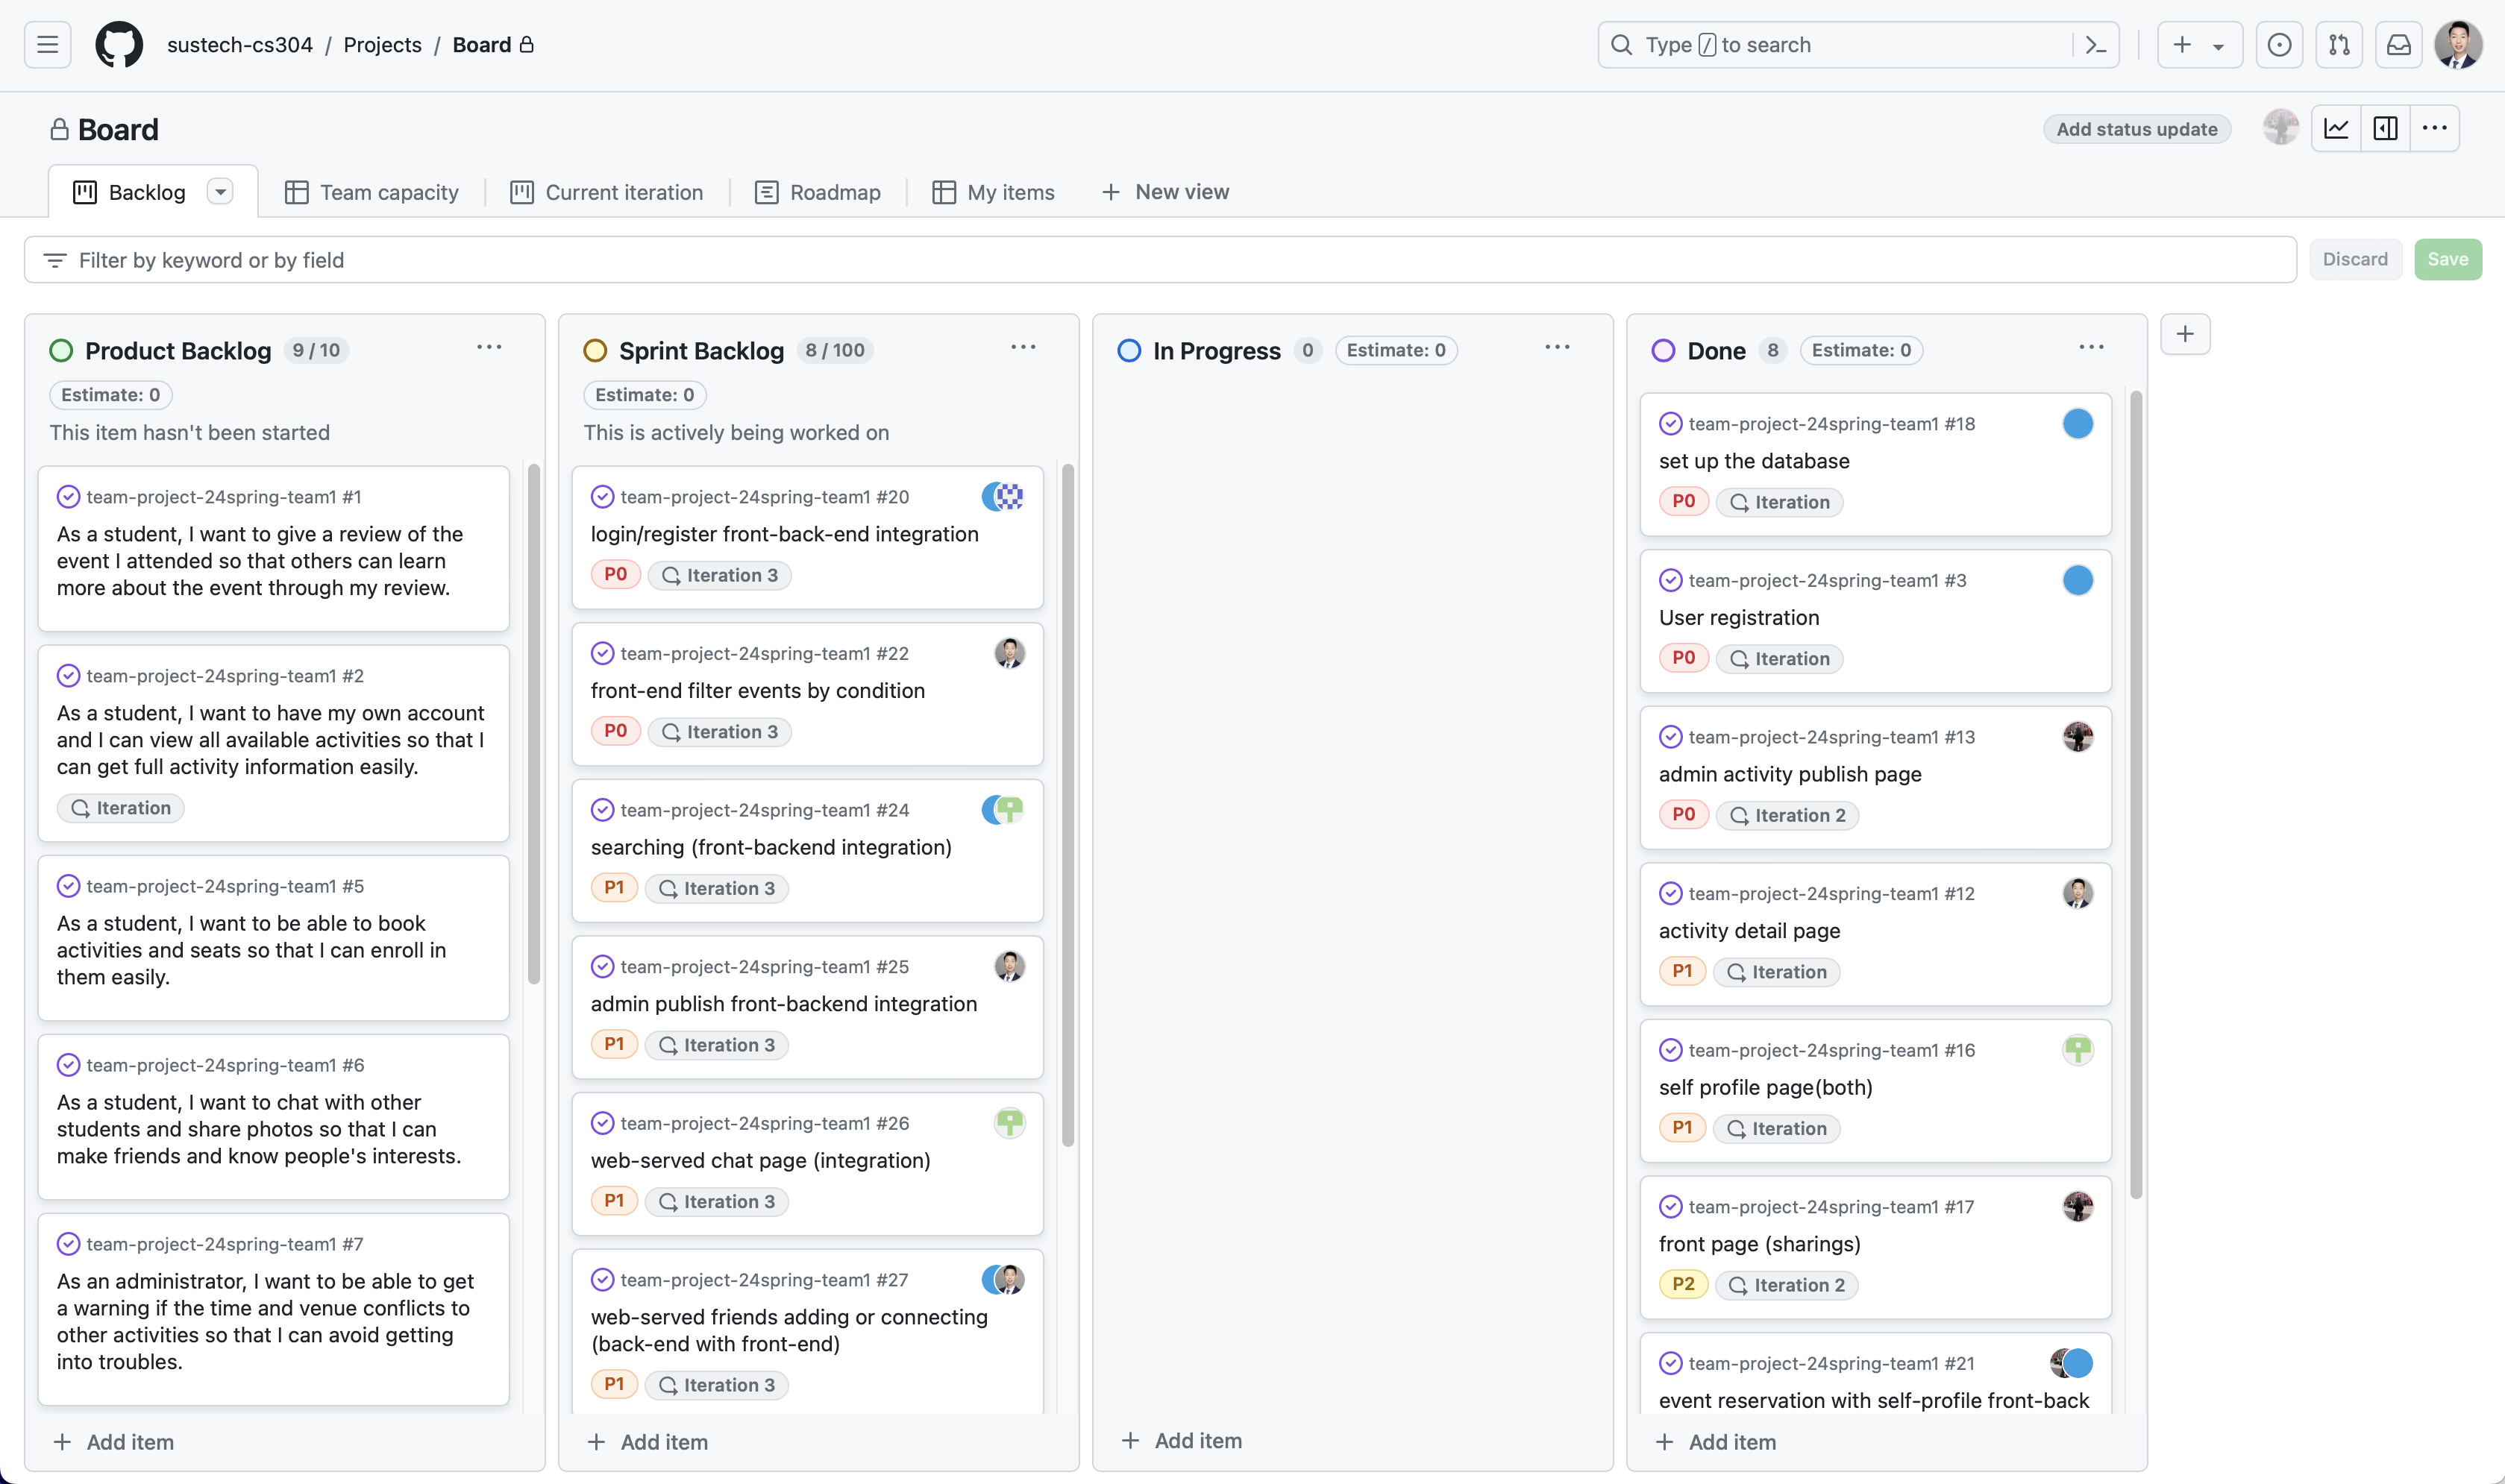 sustech-cs304 / Projects / Board
Type / to search
Board
Add status update
Backlog
Team capacity
Current iteration
Roadmap
My items
New view
Filter by keyword or by field
Discard
Save
Product Backlog 9 / 10
Estimate: 0
This item hasn't been started
team-project-24spring-team1 #1
As a student, I want to give a review of the
event I attended so that others can learn
more about the event through my review.
team-project-24spring-team1 #2
As a student, I want to have my own account
and I can view all available activities so that I
can get full activity information easily.
Iteration
team-project-24spring-team1 #5
As a student, I want to be able to book
activities and seats so that I can enroll in
them easily.
team-project-24spring-team1 #6
As a student, I want to chat with other
students and share photos so that I can
make friends and know people's interests.
team-project-24spring-team1 #7
As an administrator, I want to be able to get
a warning if the time and venue conflicts to
other activities so that I can avoid getting
into troubles.
Add item
Sprint Backlog 8 / 100
Estimate: 0
This is actively being worked on
team-project-24spring-team1 #20
login/register front-back-end integration
P0 Iteration 3
team-project-24spring-team1 #22
front-end filter events by condition
P0 Iteration 3
team-project-24spring-team1 #24
searching (front-backend integration)
P1 Iteration 3
team-project-24spring-team1 #25
admin publish front-backend integration
P1 Iteration 3
team-project-24spring-team1 #26
web-served chat page (integration)
P1 Iteration 3
team-project-24spring-team1 #27
web-served friends adding or connecting
(back-end with front-end)
P1 Iteration 3
Add item
In Progress 0 Estimate: 0
Add item
Done 8 Estimate: 0
team-project-24spring-team1 #18
set up the database
P0 Iteration
team-project-24spring-team1 #3
User registration
P0 Iteration
team-project-24spring-team1 #13
admin activity publish page
P0 Iteration 2
team-project-24spring-team1 #12
activity detail page
P1 Iteration
team-project-24spring-team1 #16
self profile page(both)
P1 Iteration
team-project-24spring-team1 #17
front page (sharings)
P2 Iteration 2
team-project-24spring-team1 #21
event reservation with self-profile front-back
Add item